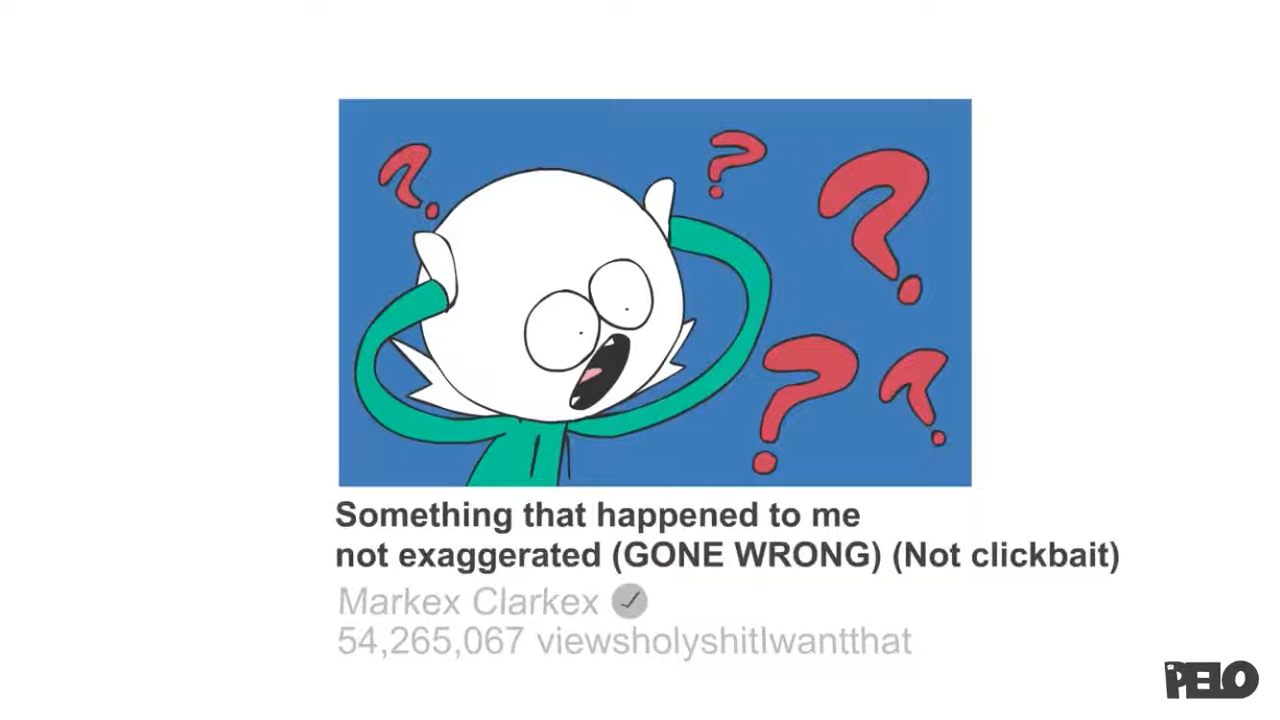 Something that happened to me
not exaggerated (GONE WRONG) (Not clickbait)
Markex Clarkex
54,265,067 viewsholyshitIwantthat
PELO